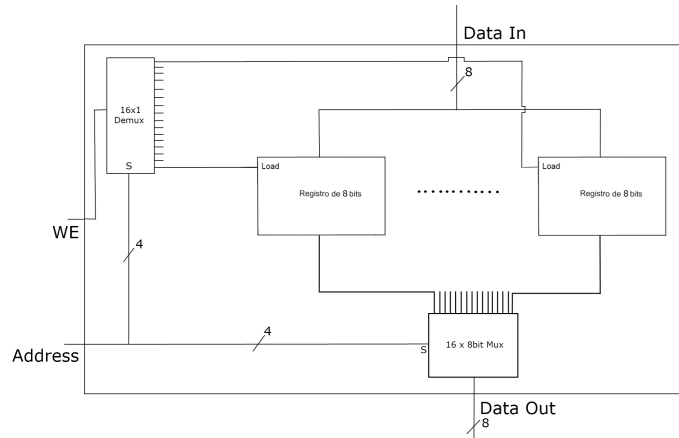 Data In
8
16x1
Demux
S
Load
Registro de 8 bits
Load
Registro de 8 bits
WE
4
4
Address
S
16 x 8bit Mux
Data Out
8